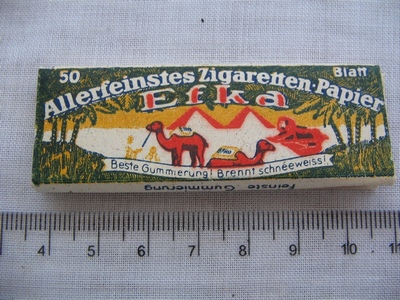 50 Blatt
Allerfeinstes Zigaretten-Papier
Efka
Beste Gummierung! Brennt schneeweiss!
feinste Gummierung
4 5 6 7 8 9 10 11